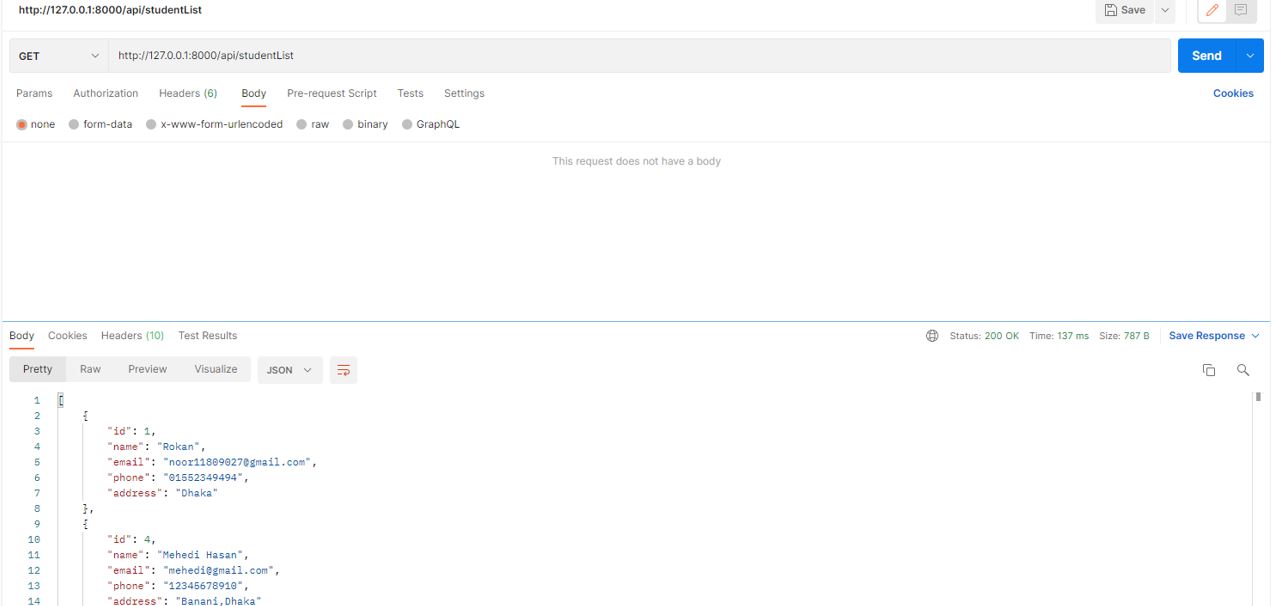 http://127.0.0.1:8000/api/studentList
Save
GET
http://127.0.0.1:8000/api/studentList
Send
Params Authorization Headers (6) Body Pre-request Script Tests Settings
Cookies
none form-data x-www-form-urlencoded raw binary GraphQL
This request does not have a body
Body Cookies Headers (10) Test Results
Status: 200 OK Time: 137 ms Size: 787 B Save Response
Pretty Raw Preview Visualize JSON
1 [
2 {
3 "id": 1,
4 "name": "Rokan",
5 "email": "noor11809027@gmail.com",
6 "phone": "01552349494",
7 "address": "Dhaka"
8 },
9 {
10 "id": 4,
11 "name": "Mehedi Hasan",
12 "email": "mehedi@gmail.com",
13 "phone": "12345678910",
14 "address": "Banani,Dhaka"